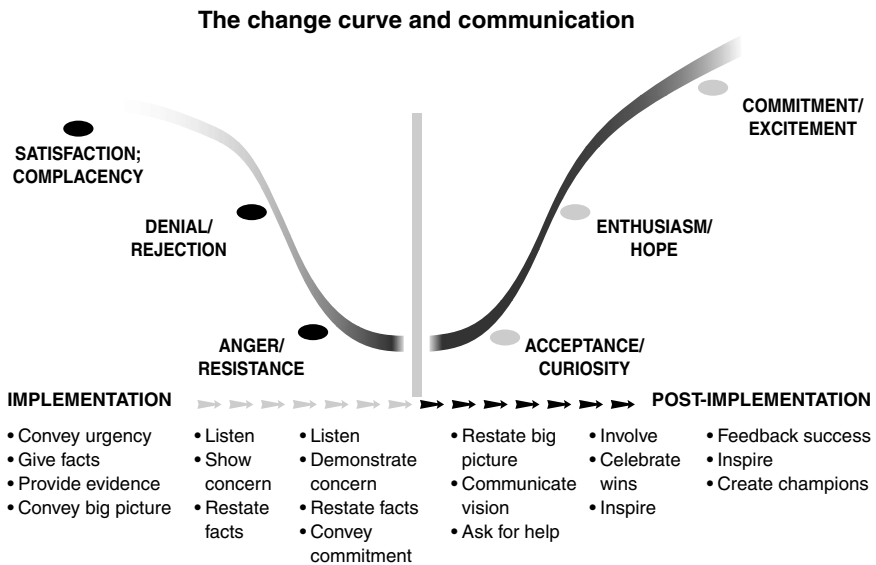 The change curve and communication
SATISFACTION;
COMPLACENCY
DENIAL/
REJECTION
ANGER/
RESISTANCE
COMMITMENT/
EXCITEMENT
ENTHUSIASM/
HOPE
ACCEPTANCE/
CURIOSITY
IMPLEMENTATION
POST-IMPLEMENTATION
• Convey urgency
• Give facts
• Provide evidence
• Convey big picture
• Listen
• Show
concern
• Restate
facts
• Listen
• Demonstrate
concern
• Restate facts
• Convey
commitment
• Restate big
picture
• Communicate
vision
• Ask for help
• Involve
• Celebrate
wins
• Inspire
• Feedback success
• Inspire
• Create champions